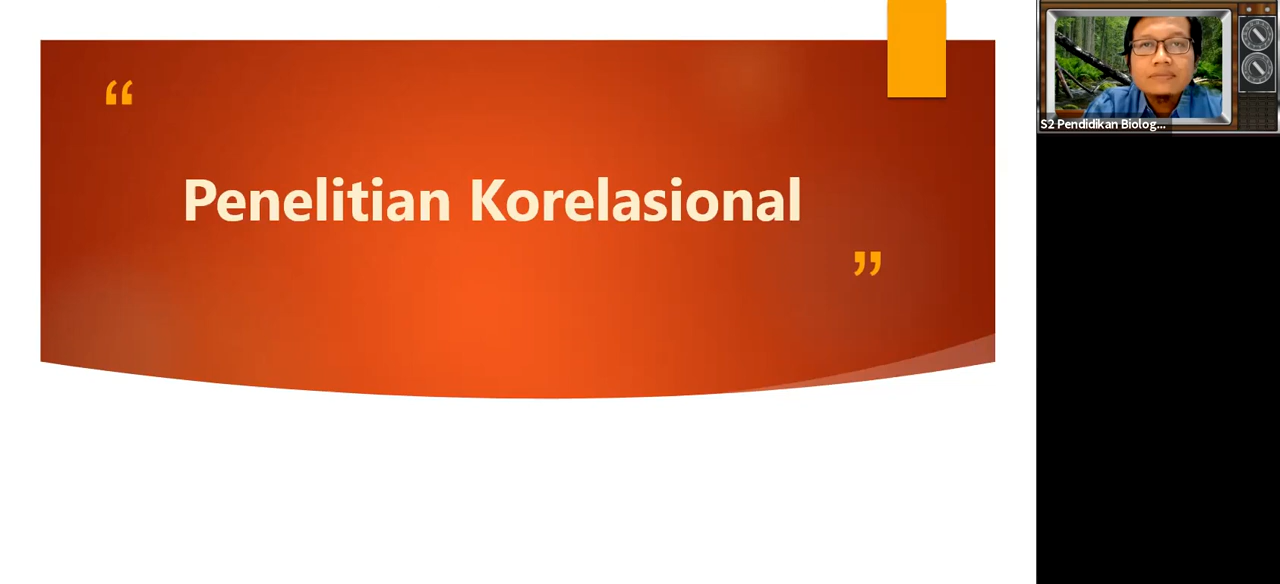 “
Penelitian Korelasional
”
S2 Pendidikan Biolog...